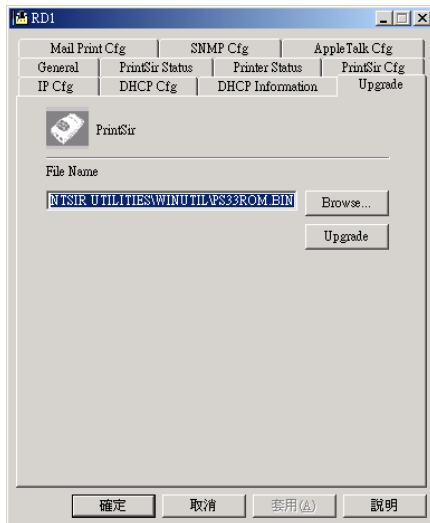 RD1
Mail Print Cfg SNMP Cfg AppleTalk Cfg
General PrintSir Status Printer Status PrintSir Cfg
IP Cfg DHCP Cfg DHCP Information Upgrade
PrintSir
File Name
NTSIR UTILITIES\WINUTIL\PS33ROM.BIN Browse...
Upgrade
確定 取消 套用(A) 說明